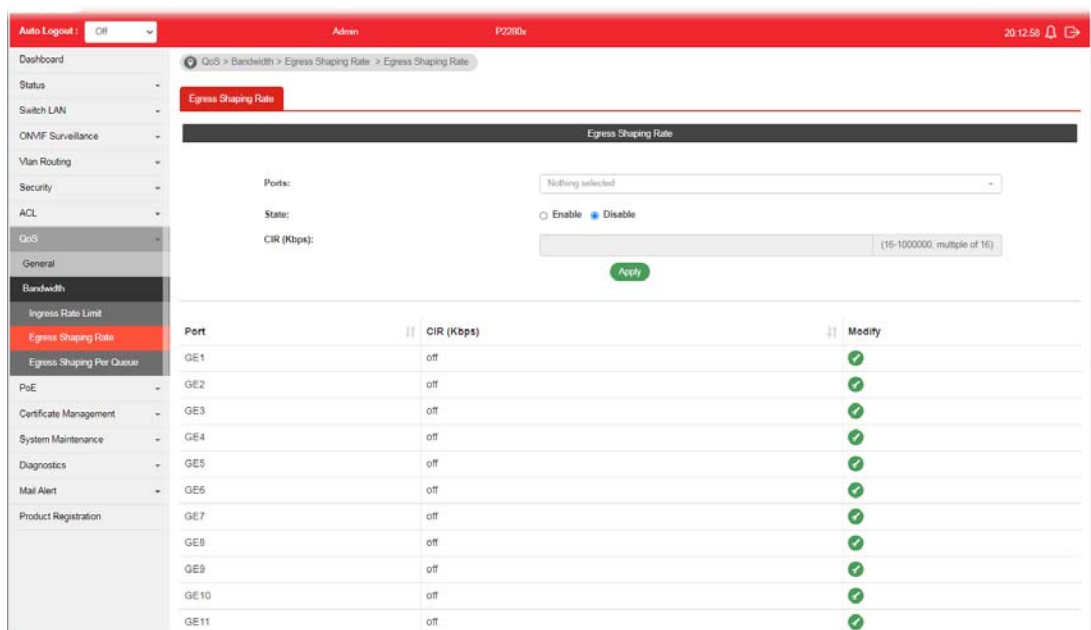 Auto Logout : Off Admin P2280x 20:12:58
Dashboard
Status
Switch LAN
ONVIF Surveillance
Vlan Routing
Security
ACL
QoS
General
Bandwidth
Ingress Rate Limit
Egress Shaping Rate
Egress Shaping Per Queue
PoE
Certificate Management
System Maintenance
Diagnostics
Mail Alert
Product Registration
QoS > Bandwidth > Egress Shaping Rate > Egress Shaping Rate
Egress Shaping Rate
Egress Shaping Rate
Ports: Nothing selected
State: Enable Disable
CIR (Kbps): (16-1000000, multiple of 16)
Apply
Port CIR (Kbps) Modify
GE1 off
GE2 off
GE3 off
GE4 off
GE5 off
GE6 off
GE7 off
GE8 off
GE9 off
GE10 off
GE11 off